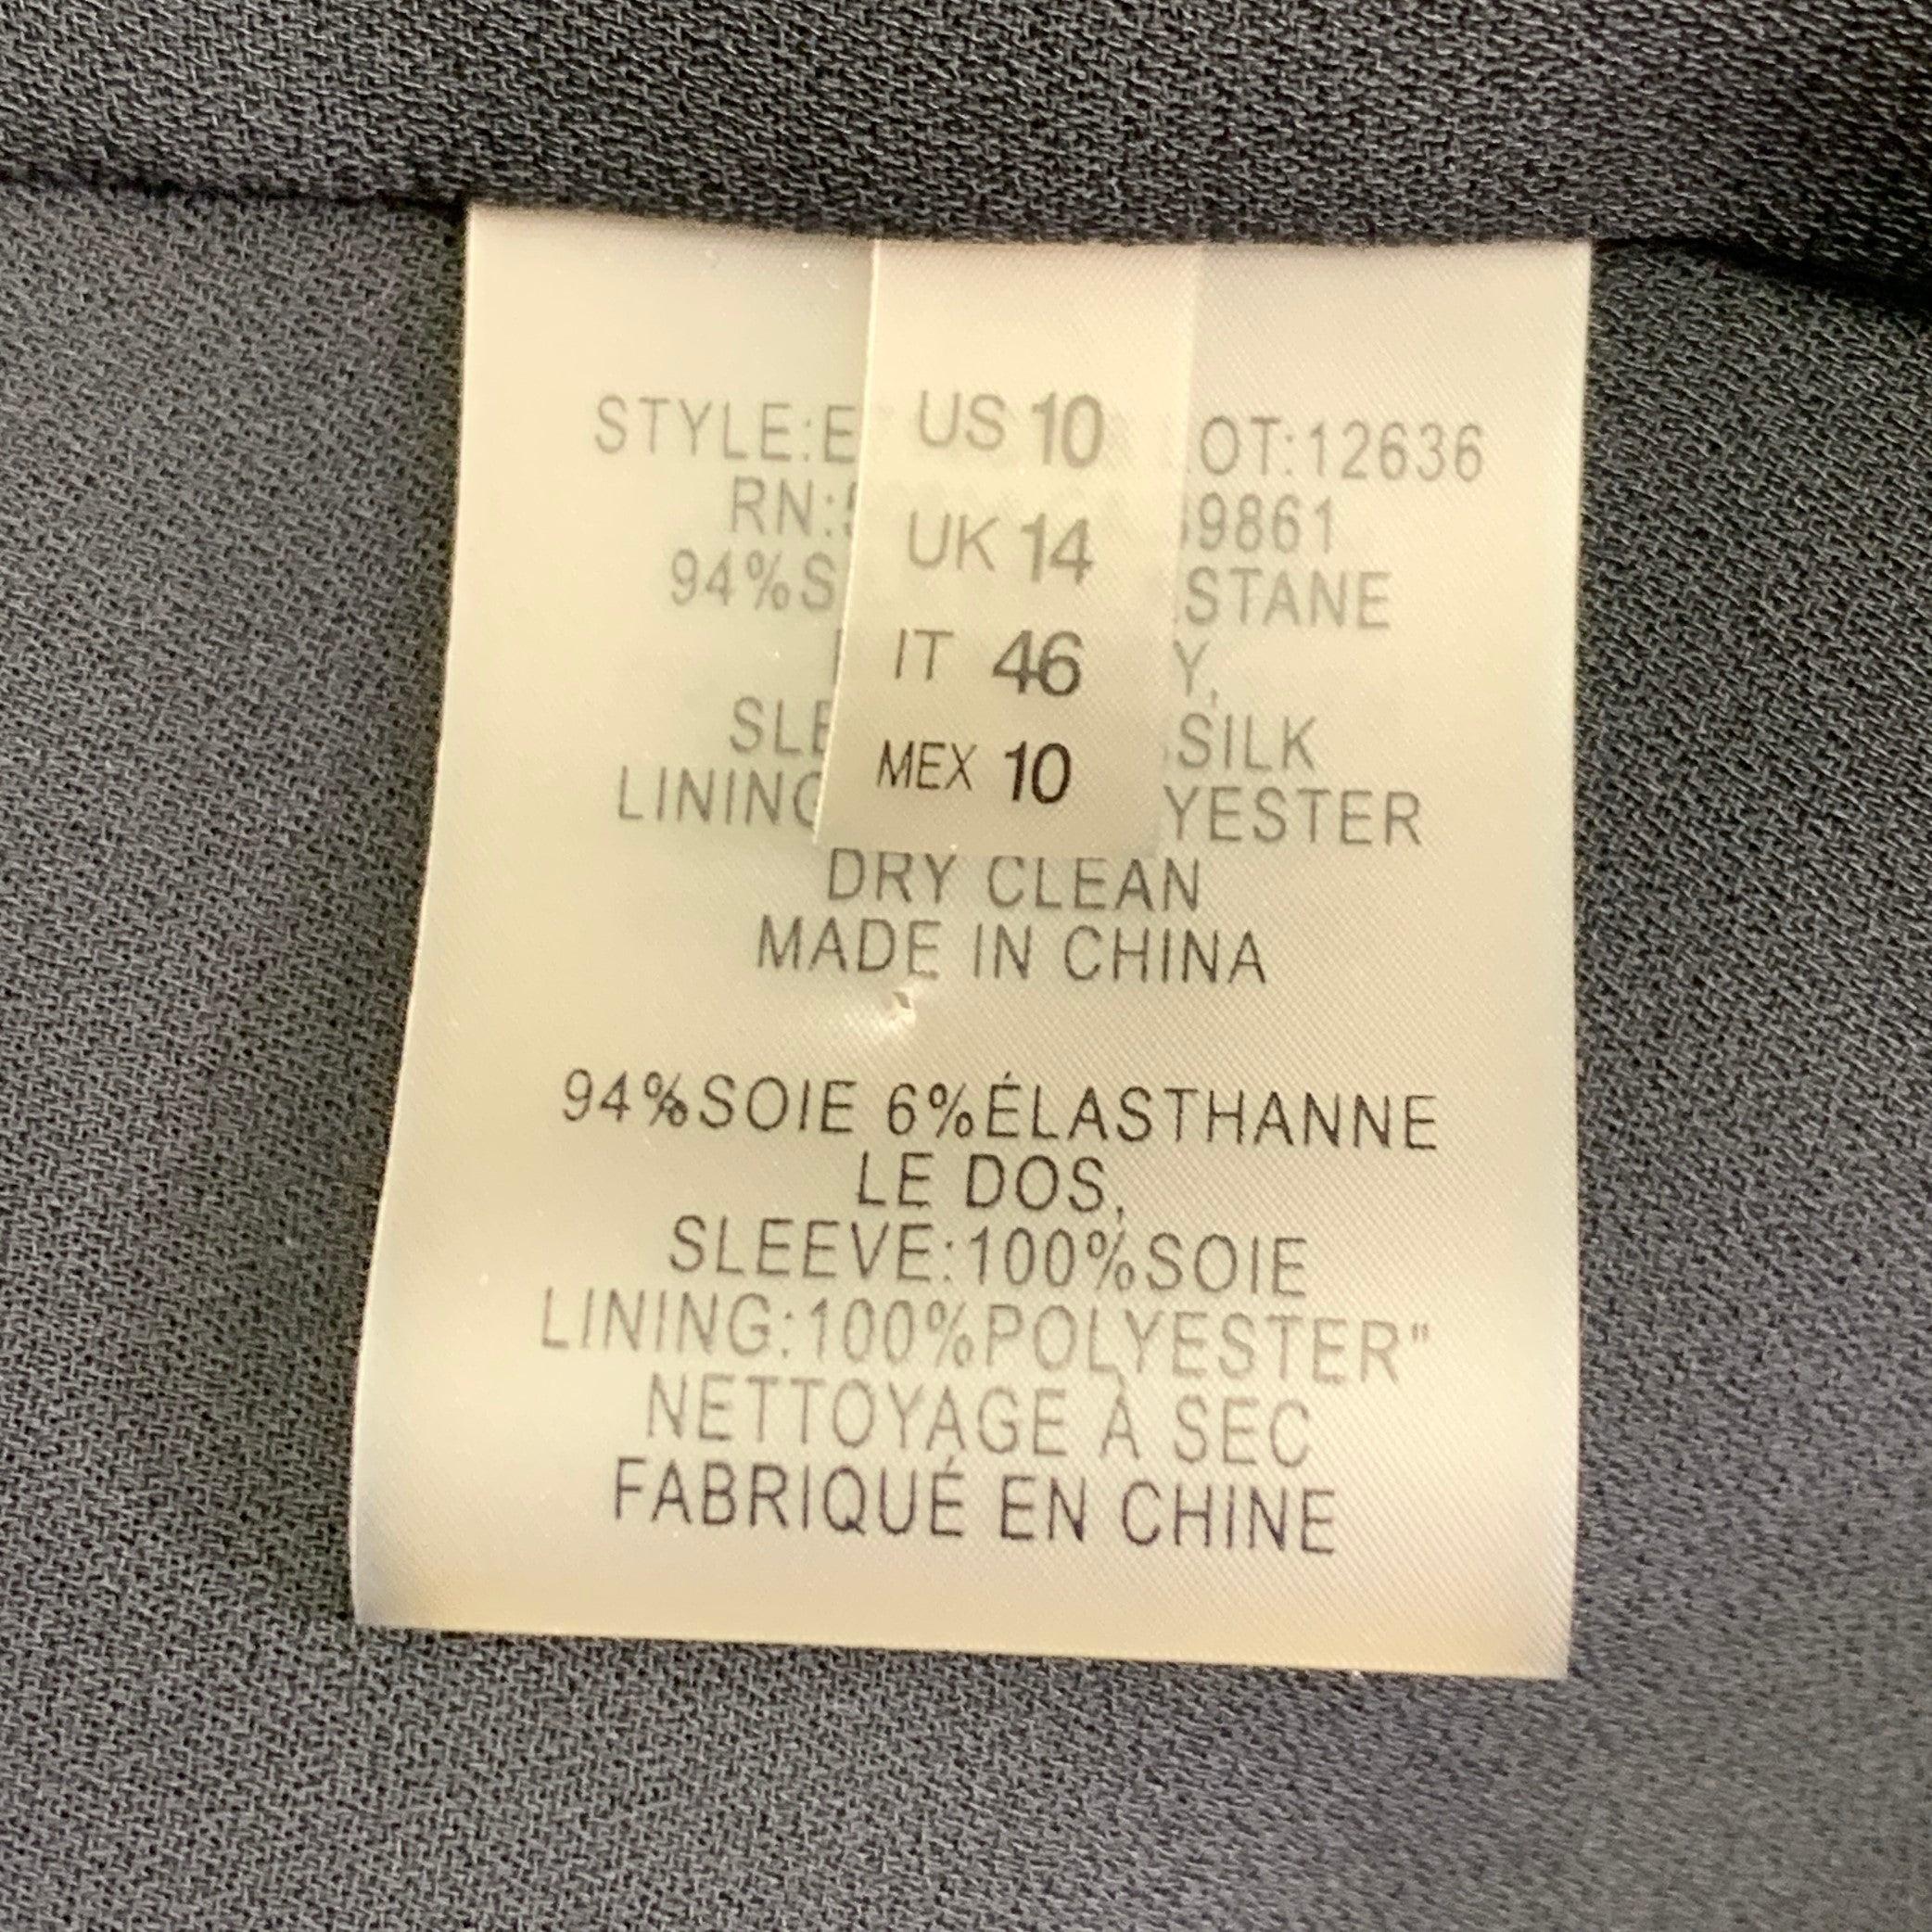 US 10
UK 14
IT 46
MEX 10
STYLE:E OT:12636
RN: 9861
94%S STANE
Y,
SLE SILK
LINING YESTER
DRY CLEAN
MADE IN CHINA
94%SOIE 6%ÉLASTHANNE
LE DOS,
SLEEVE:100%SOIE
LINING:100%POLYESTER"
NETTOYAGE À SEC
FABRIQUÉ EN CHINE